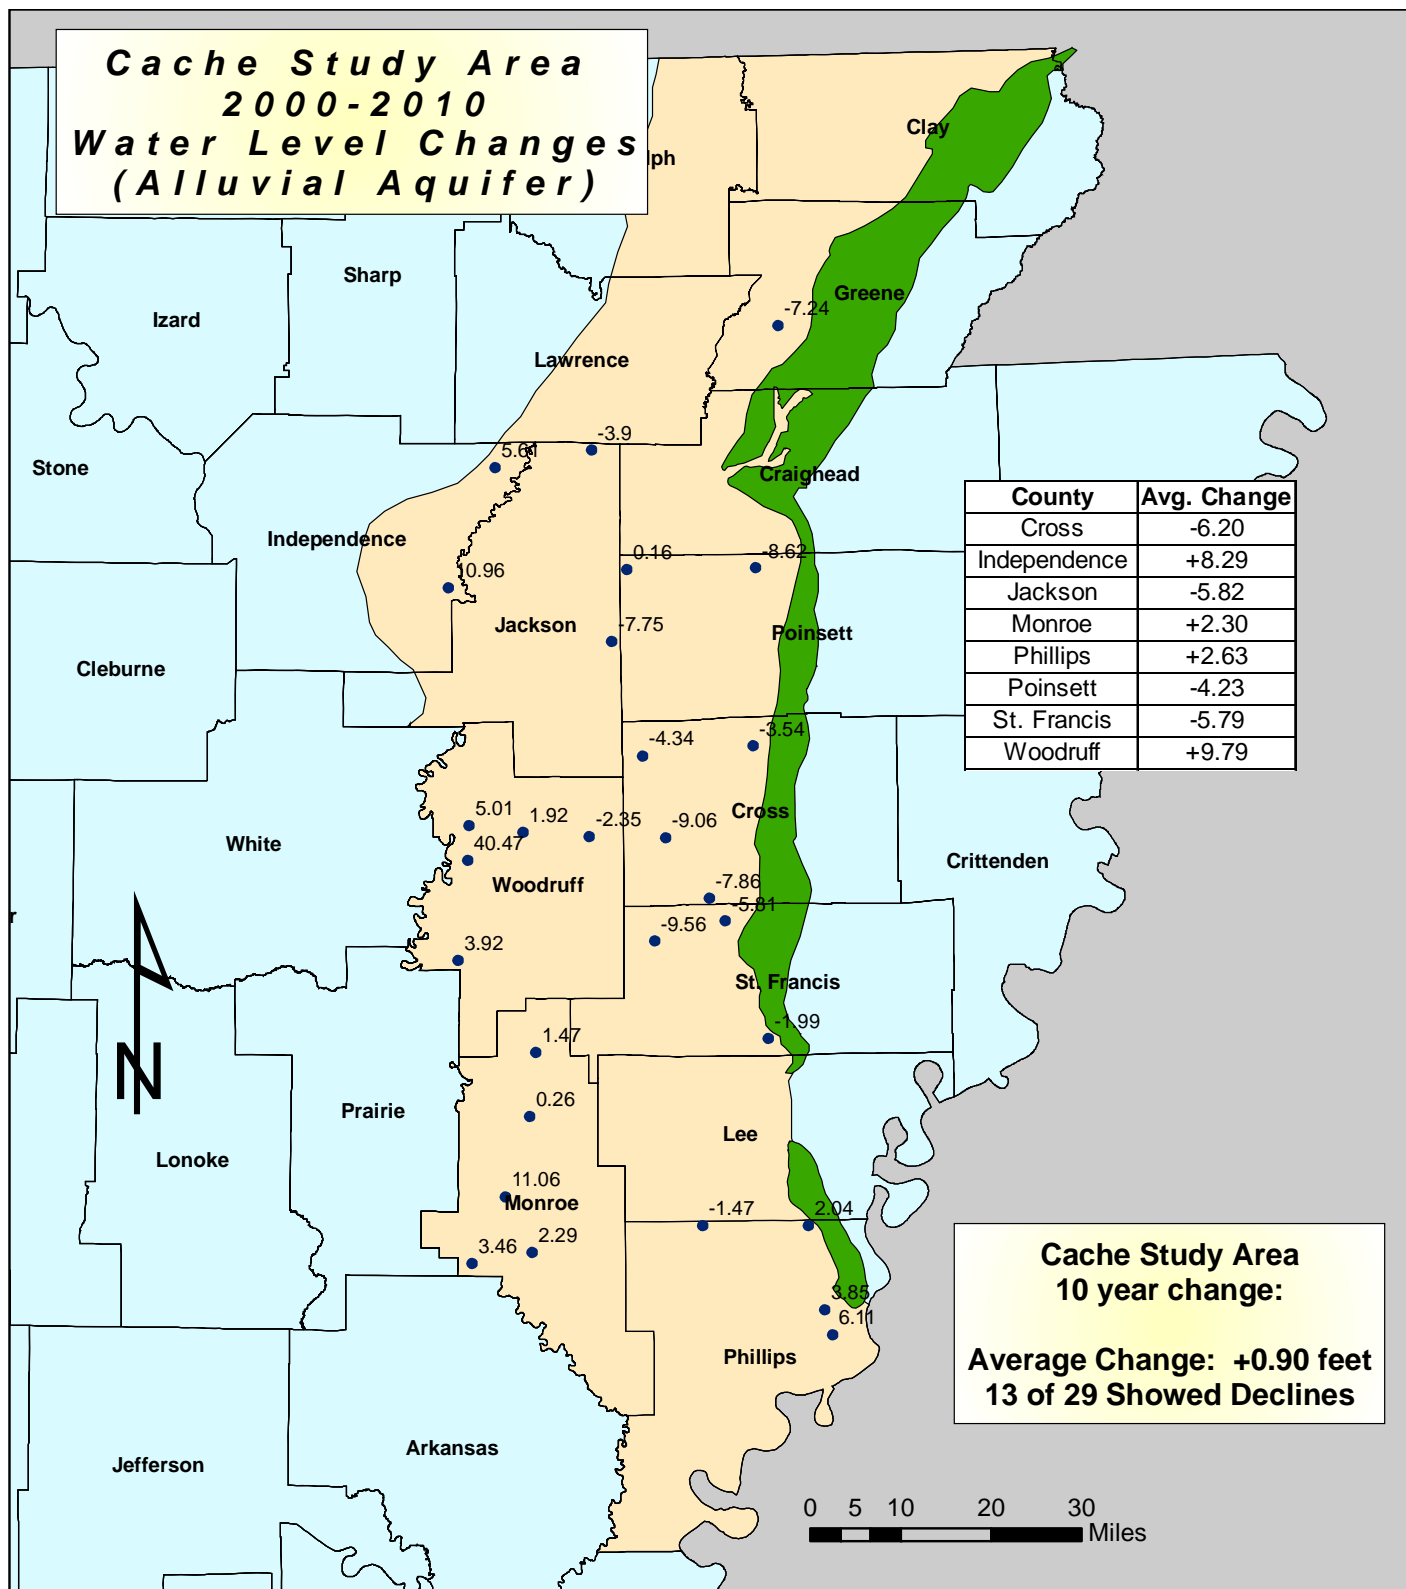 Cache Study Area
2000-2010
Water Level Changes
(Alluvial Aquifer)
lph
Clay
Sharp
Greene
Izard
-7.24
Lawrence
-3.9
5.61
Stone
Craighead
County Avg. Change
Cross -6.20
Independence +8.29
Jackson -5.82
Monroe +2.30
Phillips +2.63
Poinsett -4.23
St. Francis -5.79
Woodruff +9.79
Independence
0.16
-8.62
0.96
Jackson
-7.75
Poinsett
Cleburne
-4.34
-3.54
5.01
1.92
-2.35
-9.06
Cross
White
40.47
Crittenden
Woodruff
-7.86
-5.81
r
3.92
-9.56
St. Francis
-1.99
1.47
N
0.26
Prairie
Lee
Lonoke
11.06
Monroe
-1.47
2.04
3.46
2.29
3.85
6.11
Phillips
Cache Study Area
10 year change:
Average Change: +0.90 feet
13 of 29 Showed Declines
Arkansas
Jefferson
0 5 10 20 30
Miles